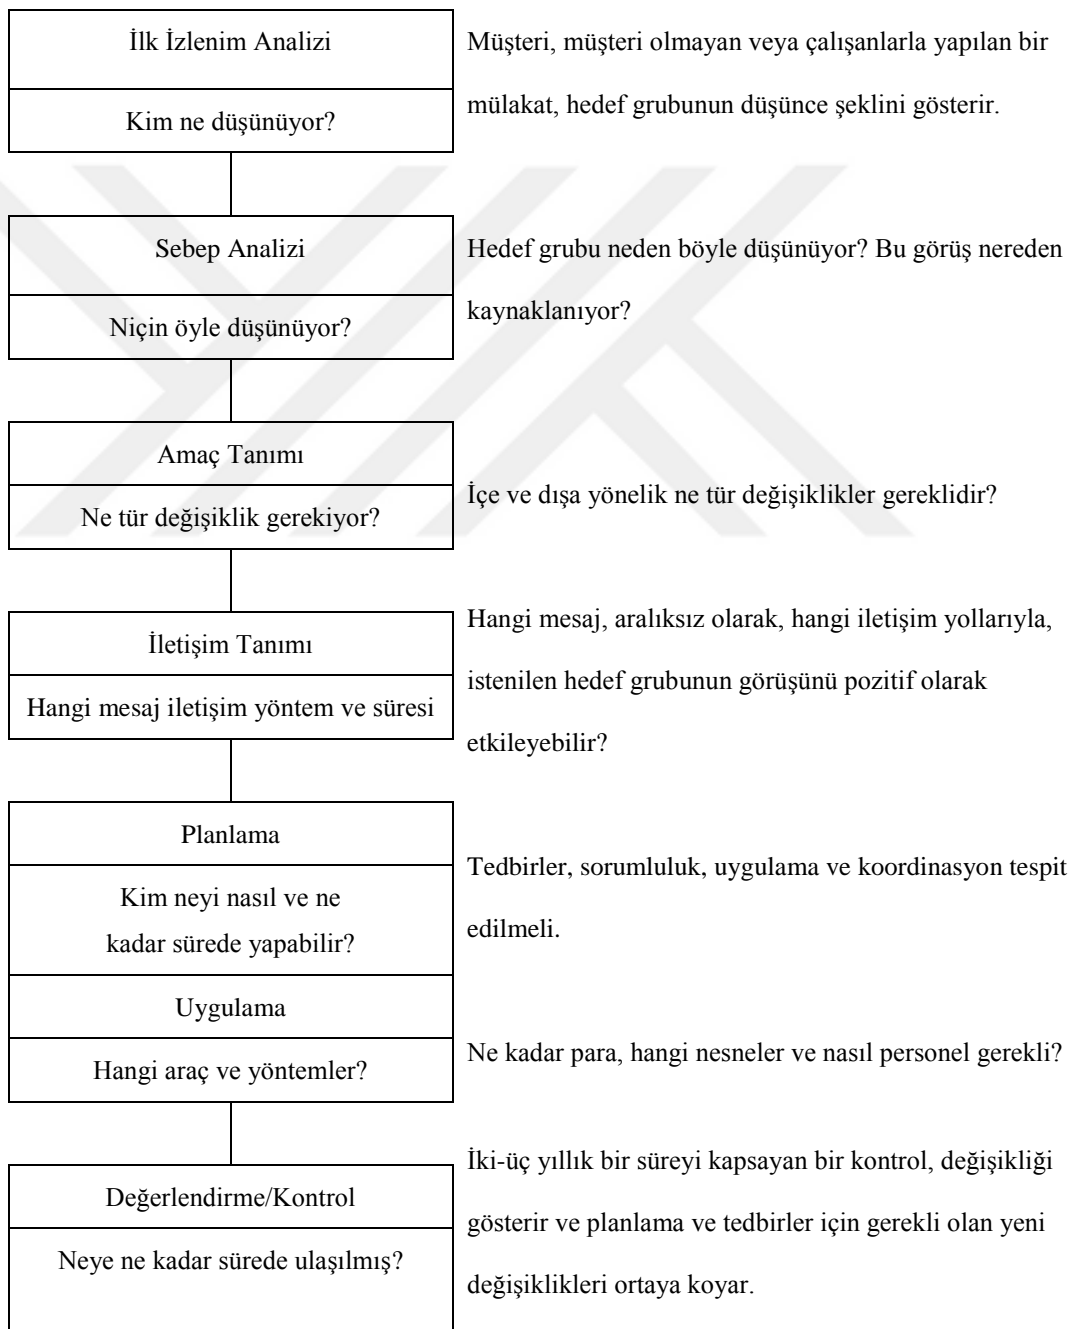 İlk İzlenim Analizi
Kim ne düşünüyor?
Müşteri, müşteri olmayan veya çalışanlarla yapılan bir
mülakat, hedef grubunun düşünce şeklini gösterir.
Sebep Analizi
Niçin öyle düşünüyor?
Hedef grubu neden böyle düşünüyor? Bu görüş nereden
kaynaklanıyor?
Amaç Tanımı
Ne tür değişiklik gerekiyor?
İçe ve dışa yönelik ne tür değişiklikler gereklidir?
İletişim Tanımı
Hangi mesaj iletişim yöntem ve süresi
Hangi mesaj, aralıksız olarak, hangi iletişim yollarıyla,
istenilen hedef grubunun görüşünü pozitif olarak
etkileyebilir?
Planlama
Kim neyi nasıl ve ne
kadar sürede yapabilir?
Tedbirler, sorumluluk, uygulama ve koordinasyon tespit
edilmeli.
Uygulama
Hangi araç ve yöntemler?
Ne kadar para, hangi nesneler ve nasıl personel gerekli?
Değerlendirme/Kontrol
Neye ne kadar sürede ulaşılmış?
İki-üç yıllık bir süreyi kapsayan bir kontrol, değişikliği
gösterir ve planlama ve tedbirler için gerekli olan yeni
değişiklikleri ortaya koyar.